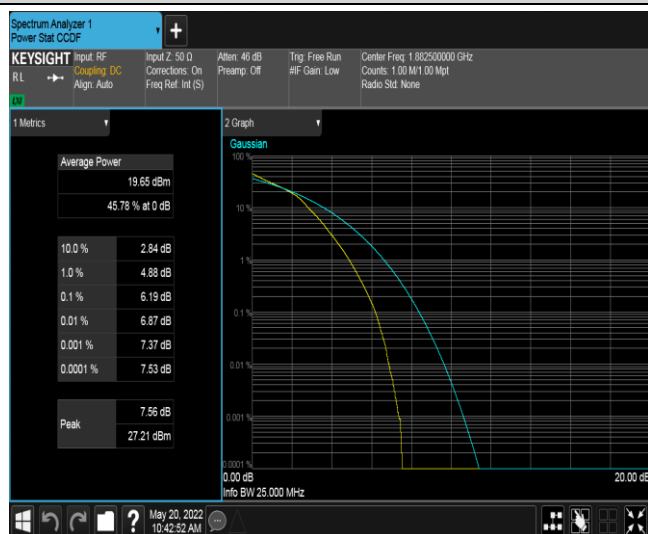 Spectrum Analyzer 1
Power Stat CCDF
+
KEYSIGHT
RL
LXI
Input: RF
Coupling: DC
Align: Auto
Input Z: 50 Ω
Corrections: On
Freq Ref: Int (S)
Atten: 46 dB
Preamp: Off
Trig: Free Run
#IF Gain: Low
Center Freq: 1.882500000 GHz
Counts: 1.00 M/1.00 Mpt
Radio Std: None
1 Metrics
Average Power
19.65 dBm
45.78 % at 0 dB
10.0 % 2.84 dB
1.0 % 4.88 dB
0.1 % 6.19 dB
0.01 % 6.87 dB
0.001 % 7.37 dB
0.0001 % 7.53 dB
Peak
7.56 dB
27.21 dBm
2 Graph
Gaussian
100 %
10 %
1 %
0.1 %
0.01 %
0.001 %
0.0001 %
0.00 dB
20.00 dB
Info BW 25.000 MHz
?
May 20, 2022
10:42:52 AM